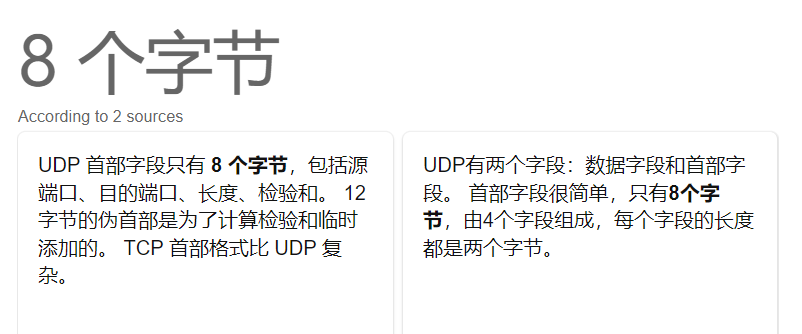 8 个字节
According to 2 sources
UDP 首部字段只有 8 个字节，包括源
端口、目的端口、长度、检验和。 12
字节的伪首部是为了计算检验和临时
添加的。 TCP 首部格式比 UDP 复
杂。
UDP有两个字段：数据字段和首部字
段。 首部字段很简单，只有8个字
节，由4个字段组成，每个字段的长度
都是两个字节。